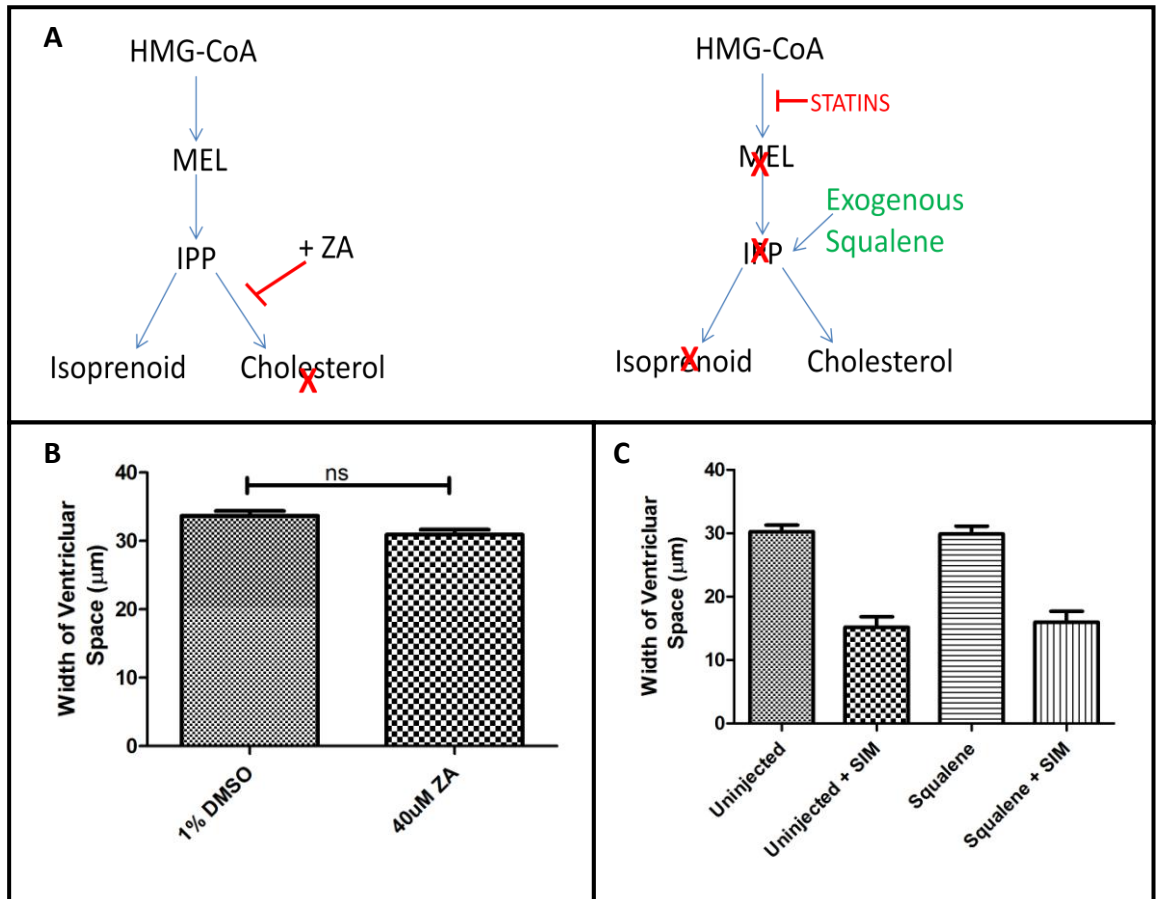 A
HMG-CoA
MEL
IPP
+ ZA
Isoprenoid
Cholesterol
X
HMG-CoA
STATINS
MEL
X
Exogenous
Squalene
IPP
X
Isoprenoid
X
Cholesterol
B
ns
Width of Ventricluar
Space (μm)
40
30
20
10
0
1% DMSO
40uM ZA
C
Width of Ventricluar
Space (μm)
40
30
20
10
0
Uninjected
Uninjected + SIM
Squalene
Squalene + SIM